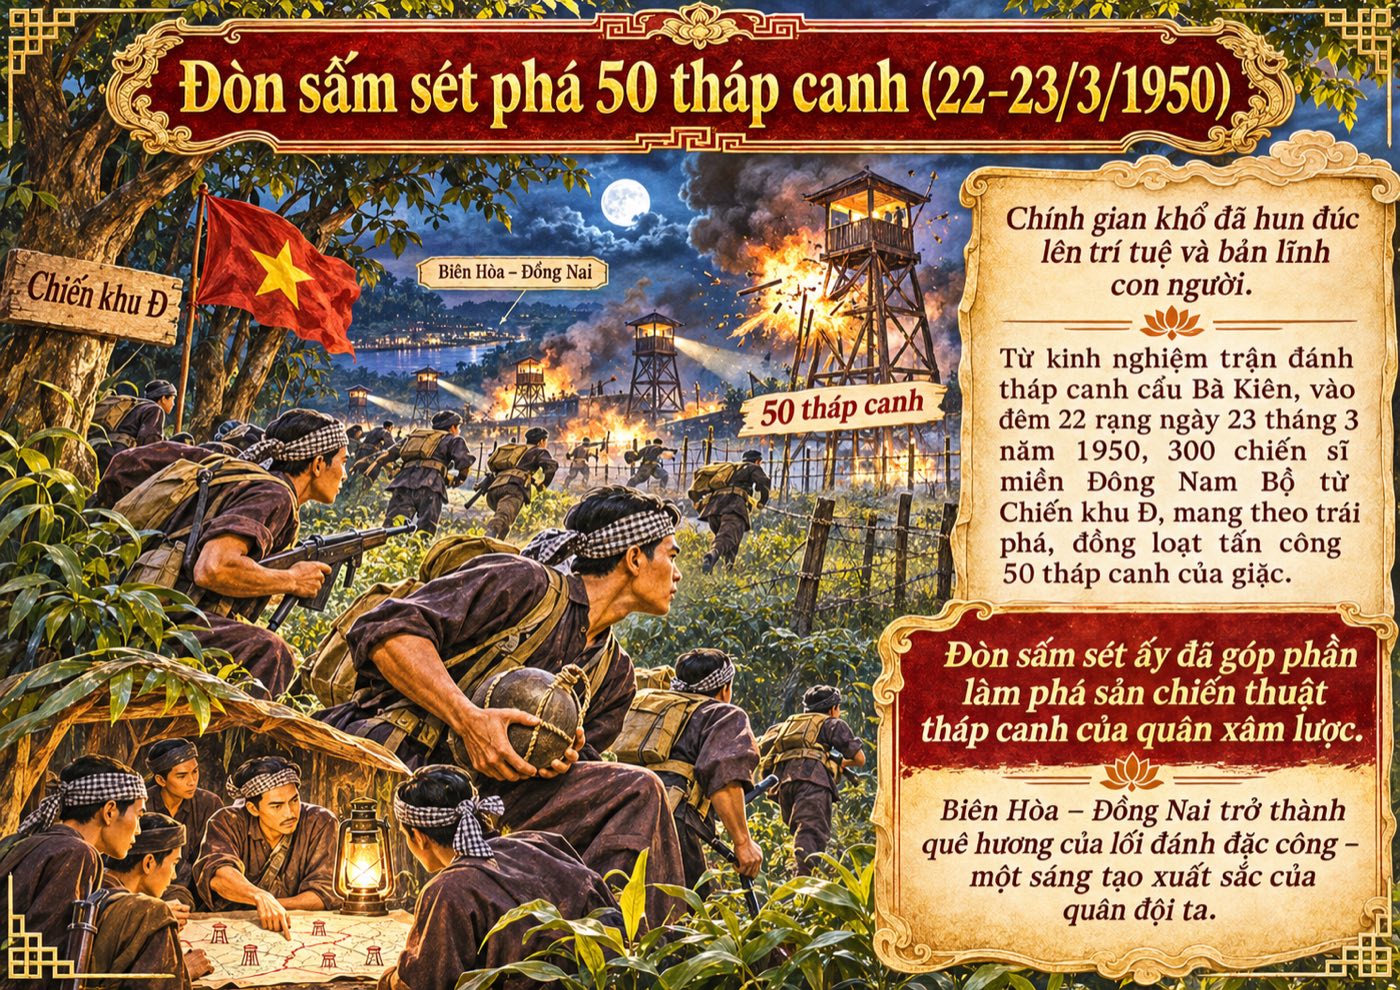 Đòn sấm sét phá 50 tháp canh (22–23/3/1950)
Chiến khu Đ
Biên Hòa – Đồng Nai
50 tháp canh
Chính gian khổ đã hun đúc
lên trí tuệ và bản lĩnh
con người.
Từ kinh nghiệm trận đánh
tháp canh cầu Bà Kiên, vào
đêm 22 rạng ngày 23 tháng 3
năm 1950, 300 chiến sĩ
miền Đông Nam Bộ từ
Chiến khu Đ, mang theo trái
phá, đồng loạt tấn công
50 tháp canh của giặc.
Đòn sấm sét ấy đã góp phần
làm phá sản chiến thuật
tháp canh của quân xâm lược.
Biên Hòa – Đồng Nai trở thành
quê hương của lối đánh đặc công –
một sáng tạo xuất sắc của
quân đội ta.